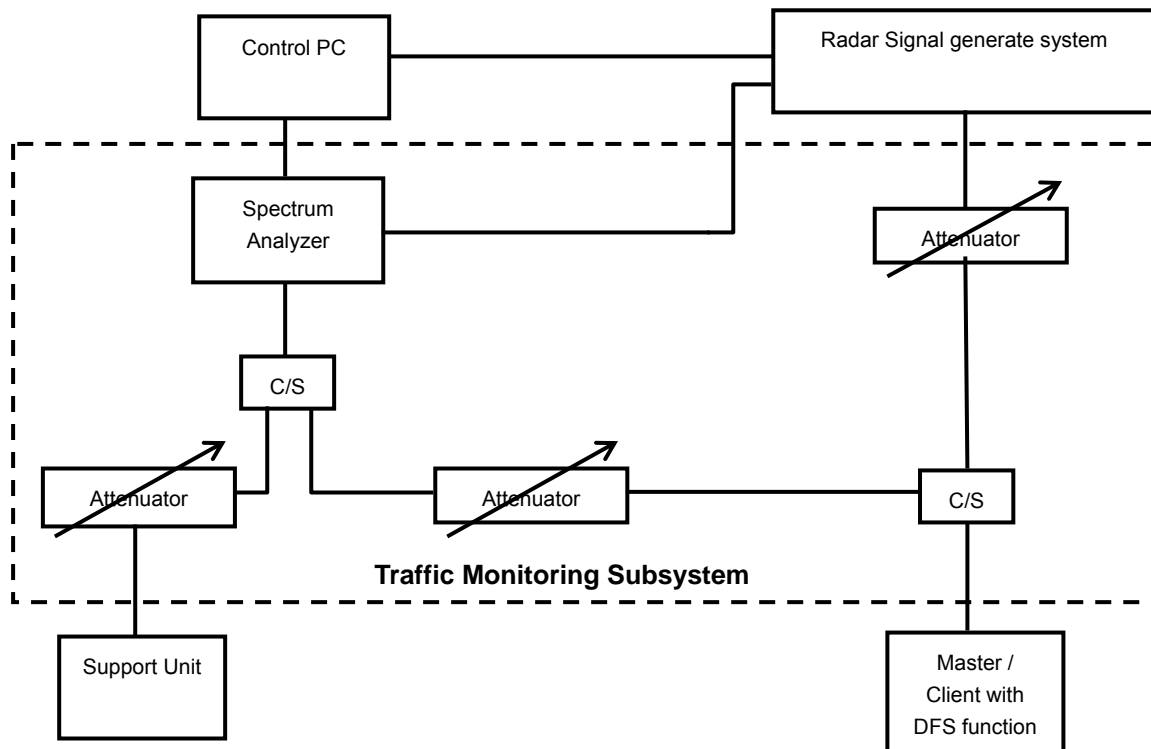 Control PC
Radar Signal generate system
Spectrum
Analyzer
Attenuator
C/S
Attenuator
Attenuator
C/S
Traffic Monitoring Subsystem
Support Unit
Master /
Client with
DFS function